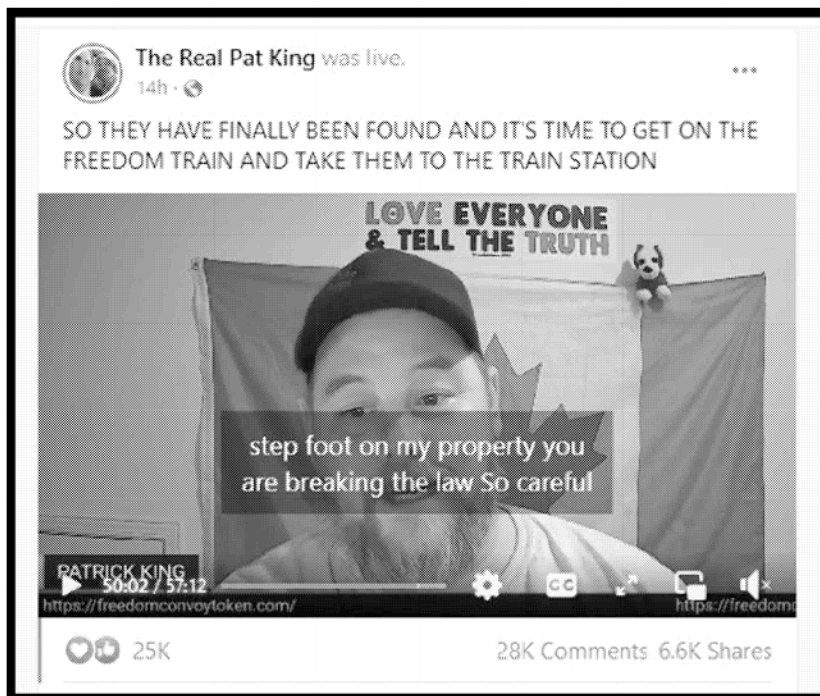 The Real Pat King was live.
14h
SO THEY HAVE FINALLY BEEN FOUND AND IT'S TIME TO GET ON THE
FREEDOM TRAIN AND TAKE THEM TO THE TRAIN STATION
LOVE EVERYONE
& TELL THE TRUTH
step foot on my property you
are breaking the law So careful
PATRICK KING
50:02 / 57:12
CC
https://freedomconvoytoken.com/
https://freedomc
25K
28K Comments 6.6K Shares